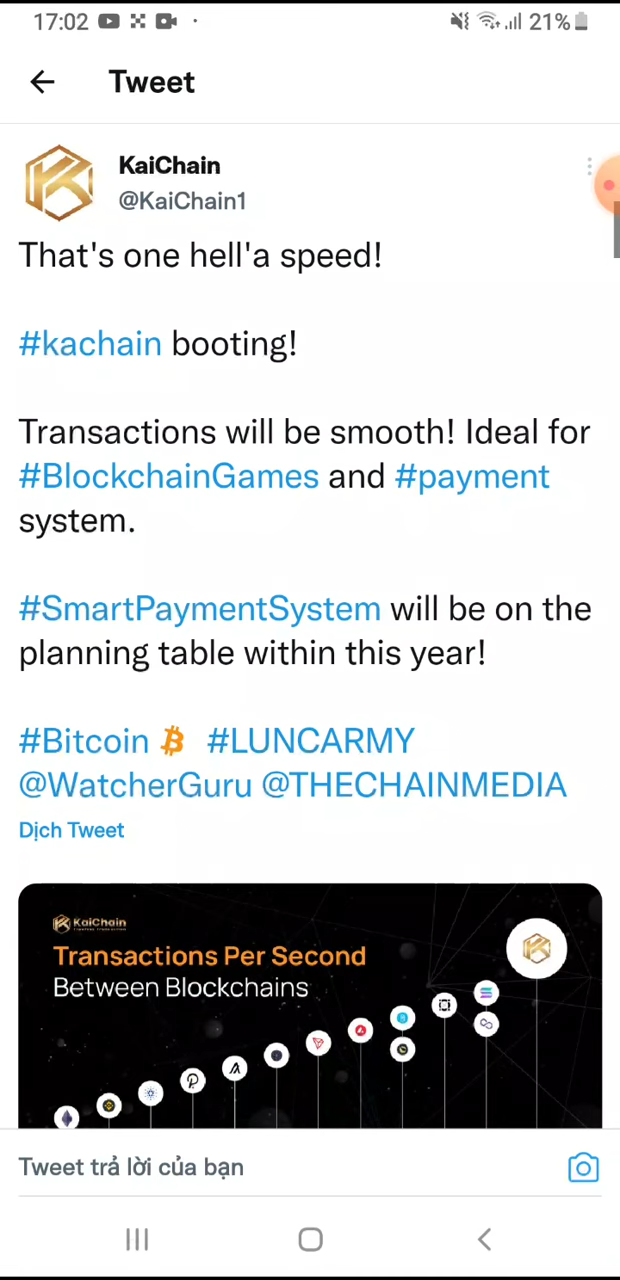 17:02
21%
Tweet
KaiChain
@KaiChain1
That's one hell'a speed!
#kachain booting!
Transactions will be smooth! Ideal for
#BlockchainGames and #payment
system.
#SmartPaymentSystem will be on the
planning table within this year!
#Bitcoin #LUNCARMY
@WatcherGuru @THECHAINMEDIA
Dịch Tweet
KaiChain
Transactions Per Second
Between Blockchains
Tweet trả lời của bạn